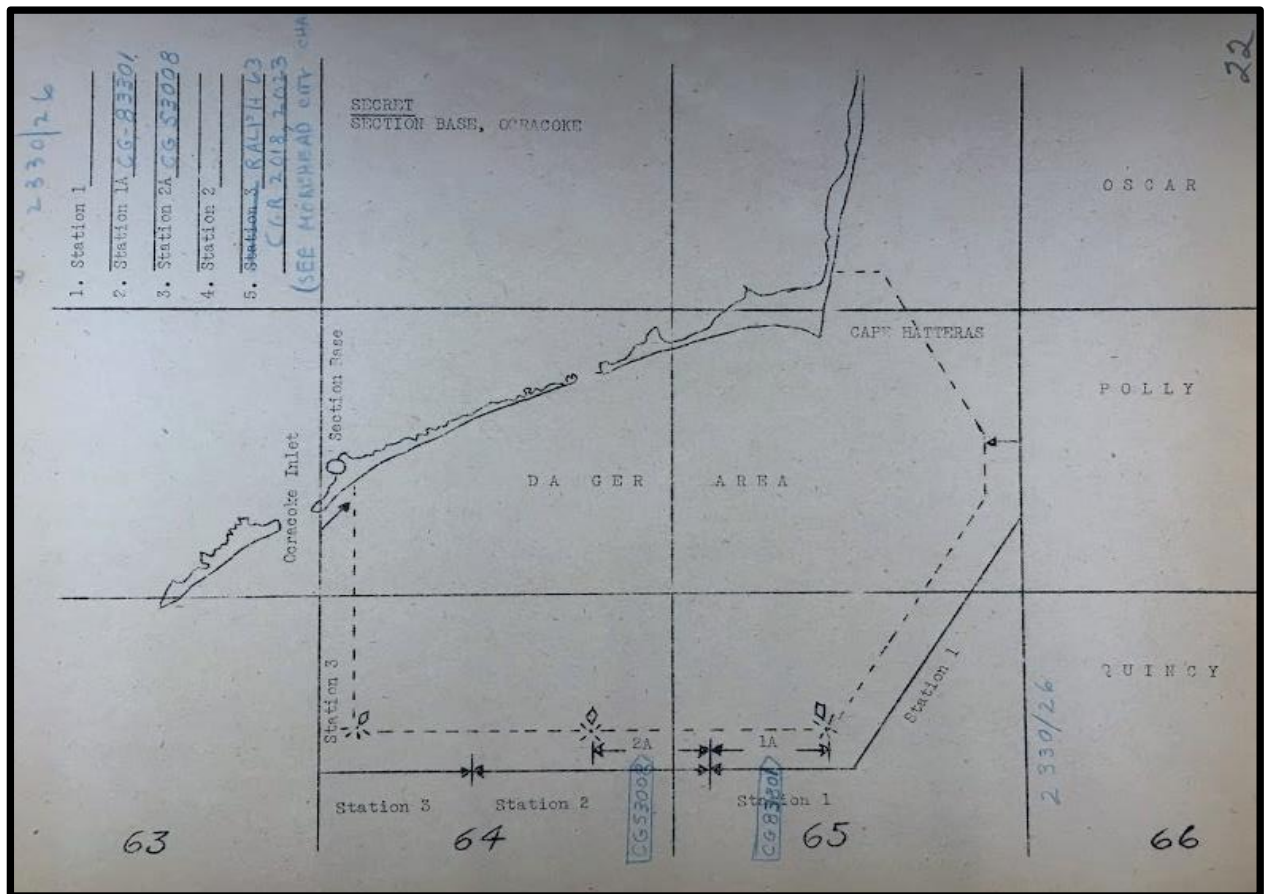 22
2330/26
1. Station 1
2. Station 1A CG-83301
3. Station 2A CG 53008
4. Station 2
5. Station 3 RALPH 63
CGR 2018, 2023
(SEE MOREHEAD CITY CHA
SECRET
SECTION BASE, OCRACOKE
OSCAR
CAPE HATTERAS
POLLY
Section Base
Ocracoke Inlet
DA GER AREA
QUINCY
Station 3
Station 1
2330/26
2A
1A
Station 3
Station 2
Station 1
CG53008
CG83301
63
64
65
66